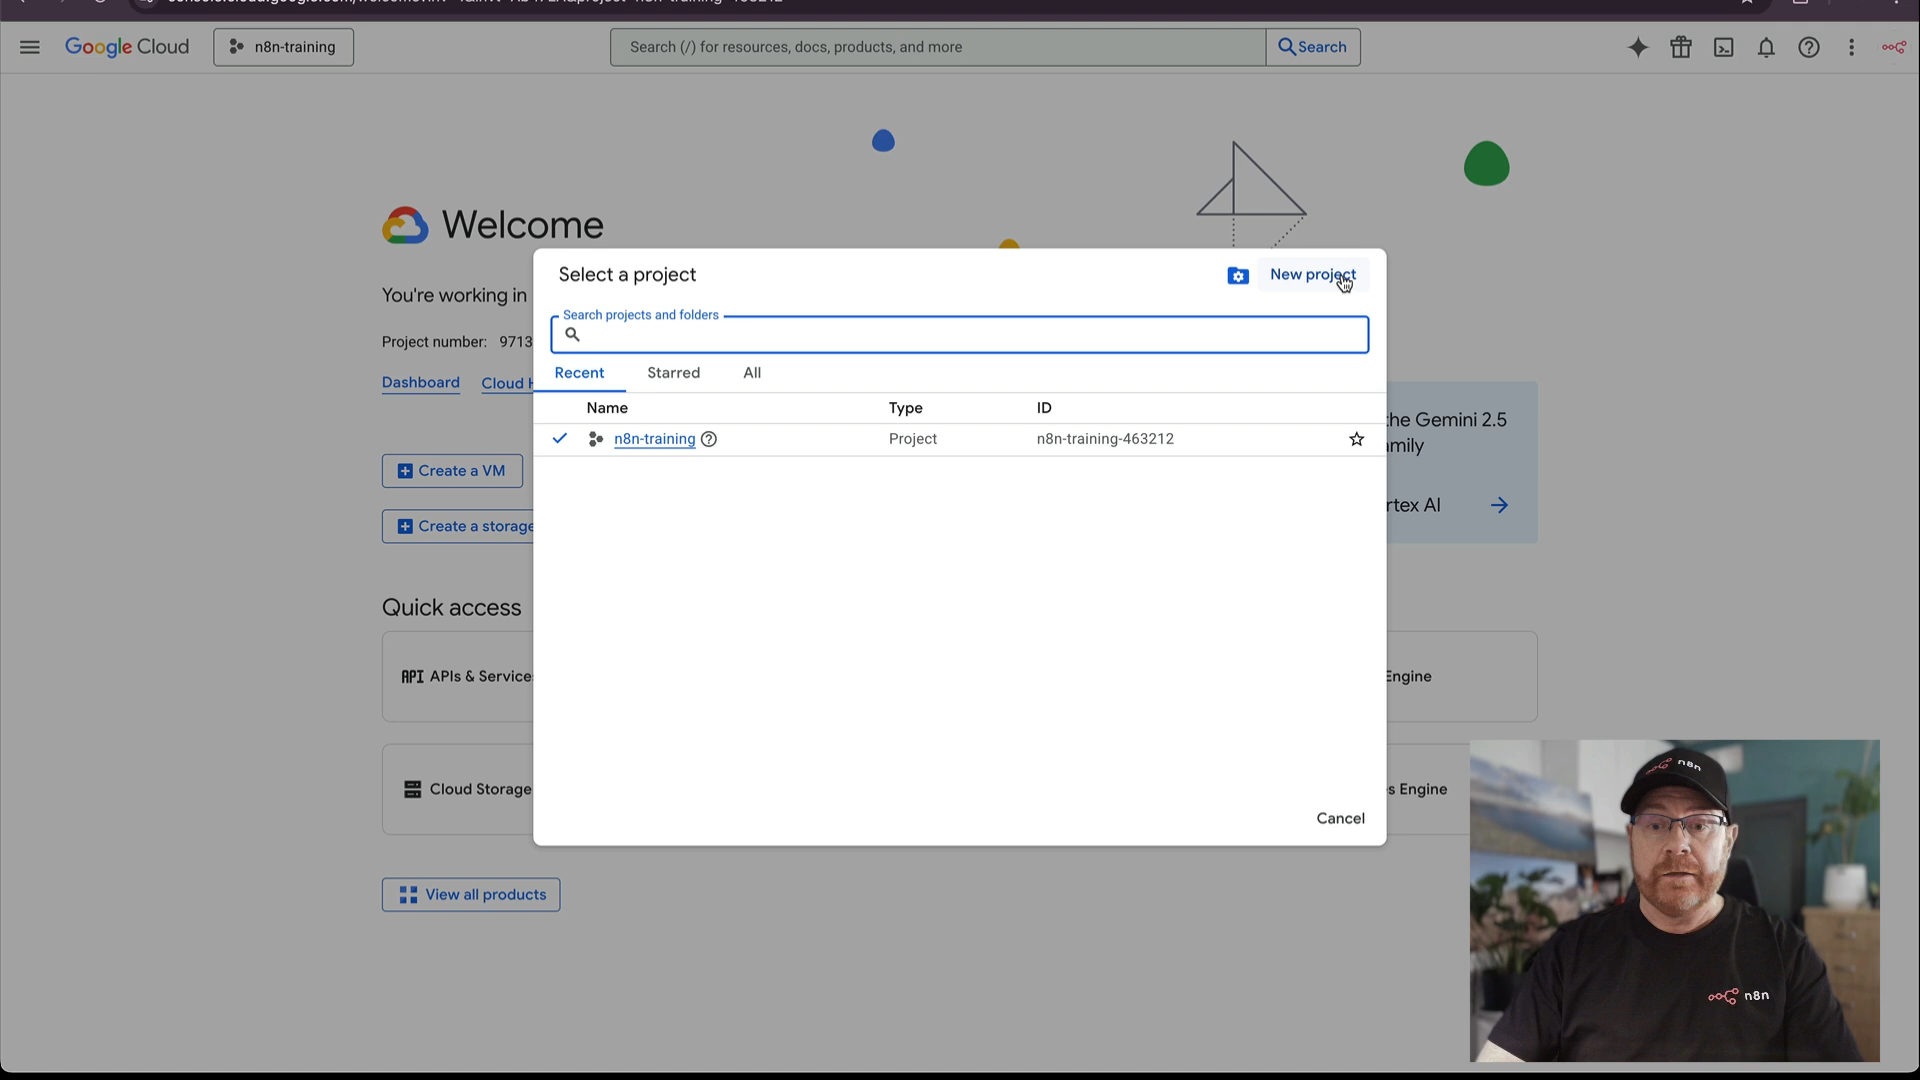 Google Cloud
n8n-training
Search (/) for resources, docs, products, and more
Search
Welcome
You're working in
Project number: 9713
Dashboard
Cloud
Create a VM
Create a storage
Quick access
API APIs & Service
Cloud Storage
View all products
Select a project
New project
Search projects and folders
Recent
Starred
All
Name
Type
ID
n8n-training
Project
n8n-training-463212
Cancel
the Gemini 2.5
mily
rtex AI
Engine
s Engine
n8n
n8n